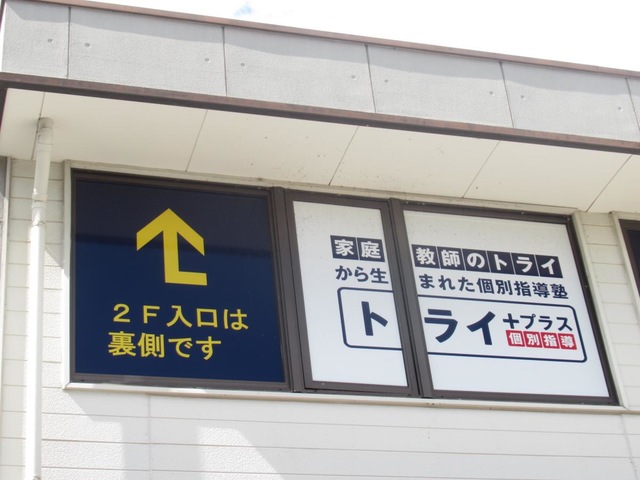 2F入口は
裏側です
家庭教師のトライ
から生まれた個別指導塾
トライ+プラス
個別指導